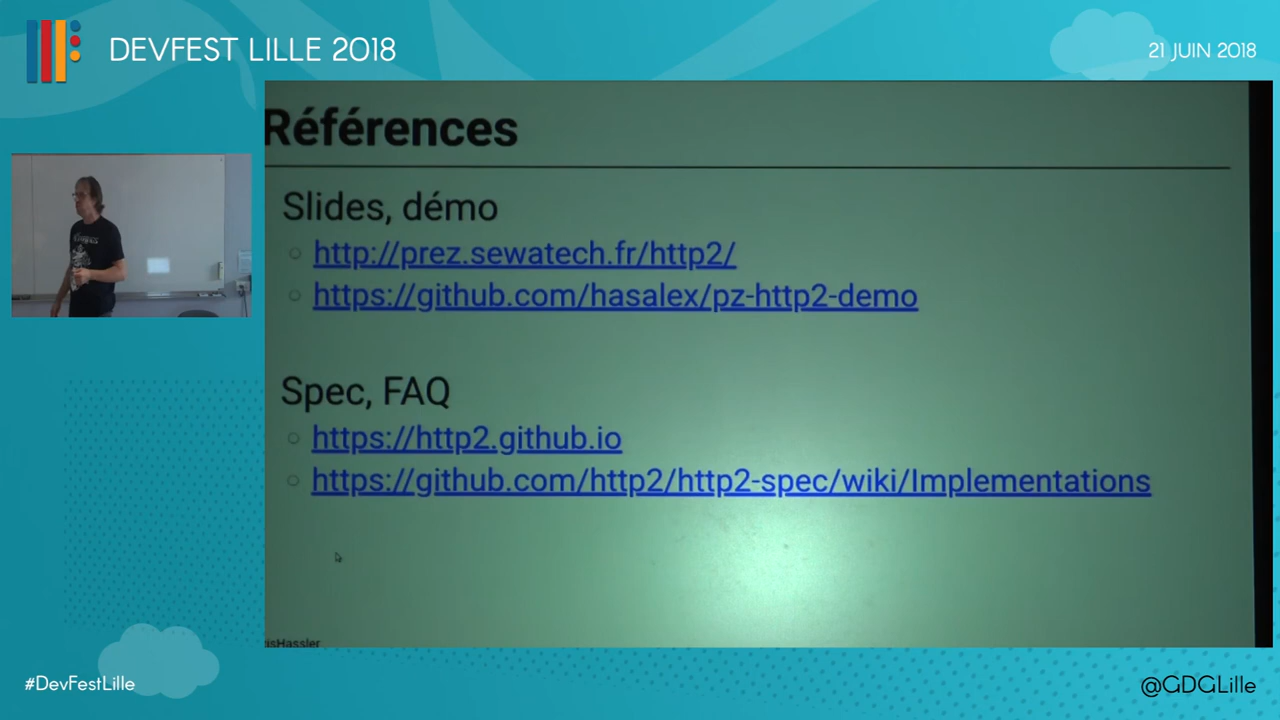 DEVFEST LILLE 2018
21 JUIN 2018
Références
Slides, démo
http://prez.sewatech.fr/http2/
https://github.com/hasalex/pz-http2-demo
Spec, FAQ
https://http2.github.io
https://github.com/http2/http2-spec/wiki/Implementations
isHassler
#DevFestLille
@GDGLille